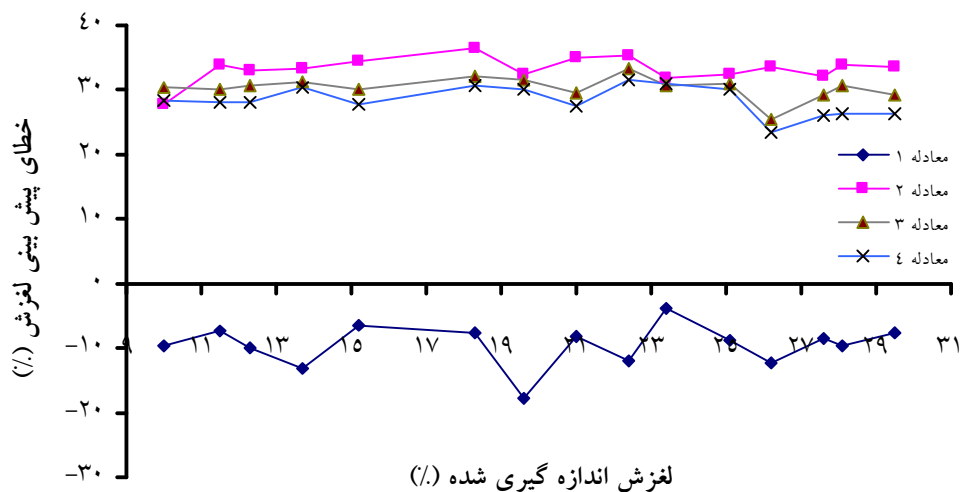 ٤٠
٣٠
٢٠
١٠
٠
-١٠
-٢٠
-٣٠
خطای پیش بینی لغزش (٪)
٩ ١١ ١٣ ١٥ ١٧ ١٩ ٢١ ٢٣ ٢٥ ٢٧ ٢٩ ٣١
معادله ١
معادله ٢
معادله ٣
معادله ٤
لغزش اندازه گیری شده (٪)